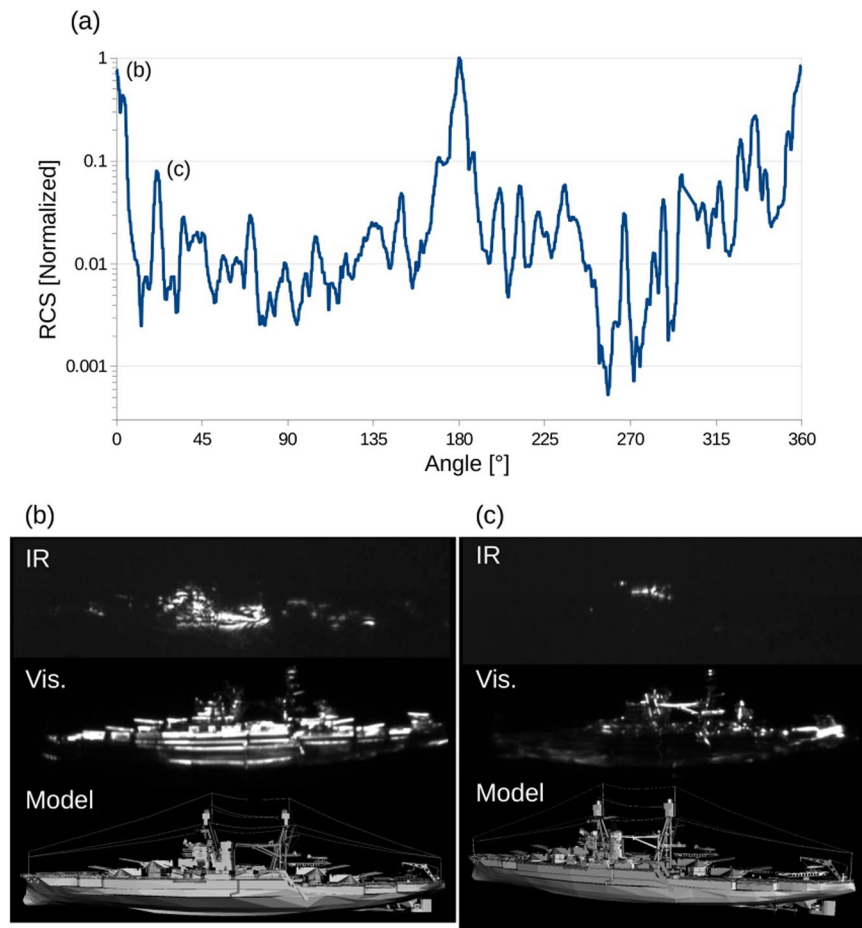 (a)
RCS [Normalized]
1
0.1
0.01
0.001
(b)
(c)
0 45 90 135 180 225 270 315 360
Angle [°]
(b)
IR
Vis.
Model
(c)
IR
Vis.
Model